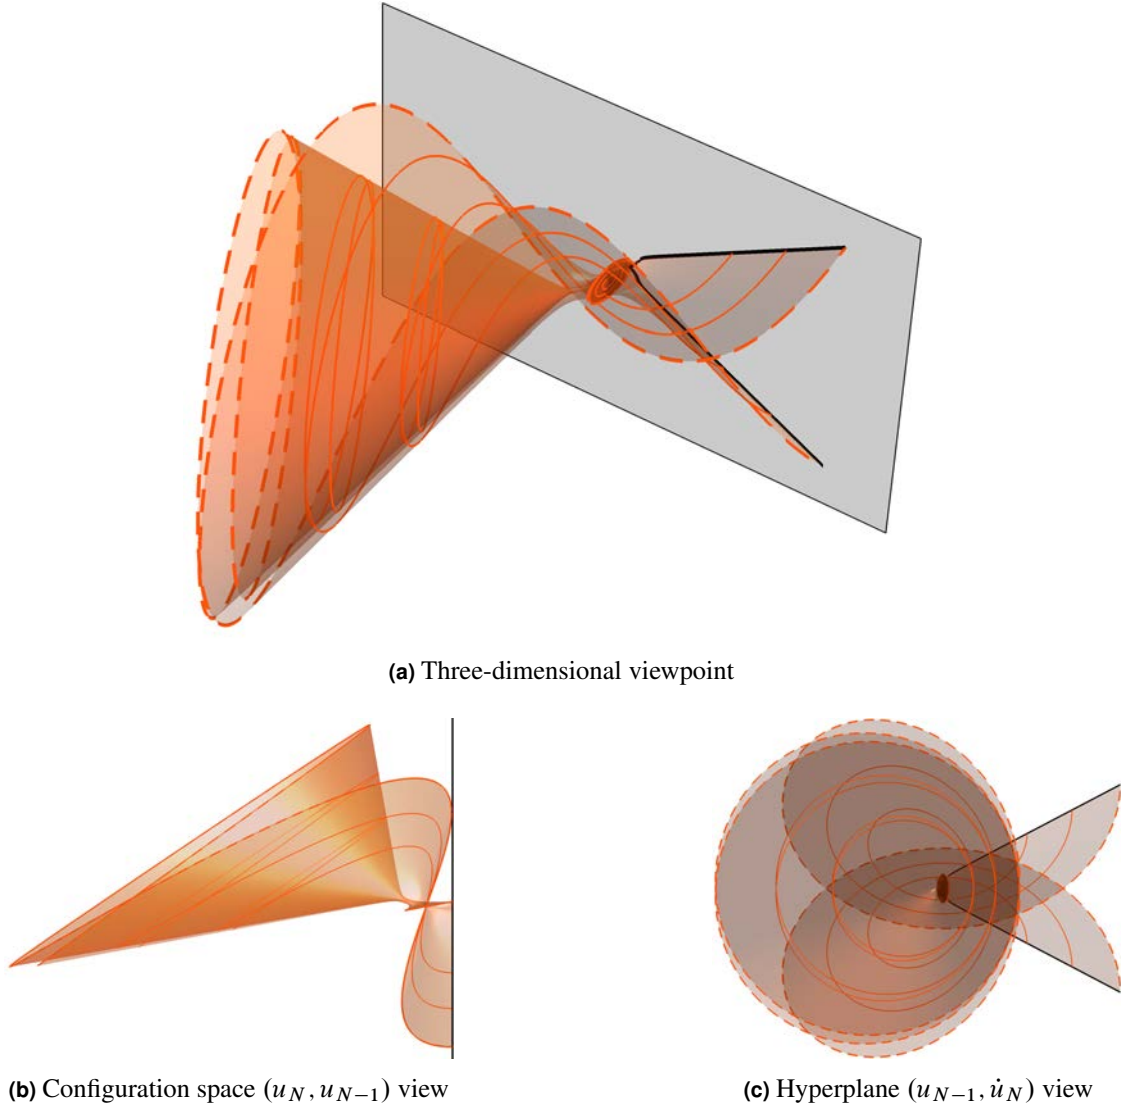 (a) Three-dimensional viewpoint
(b) Configuration space (u_N, u_{N−1}) view
(c) Hyperplane (u_{N−1}, u̇_N) view